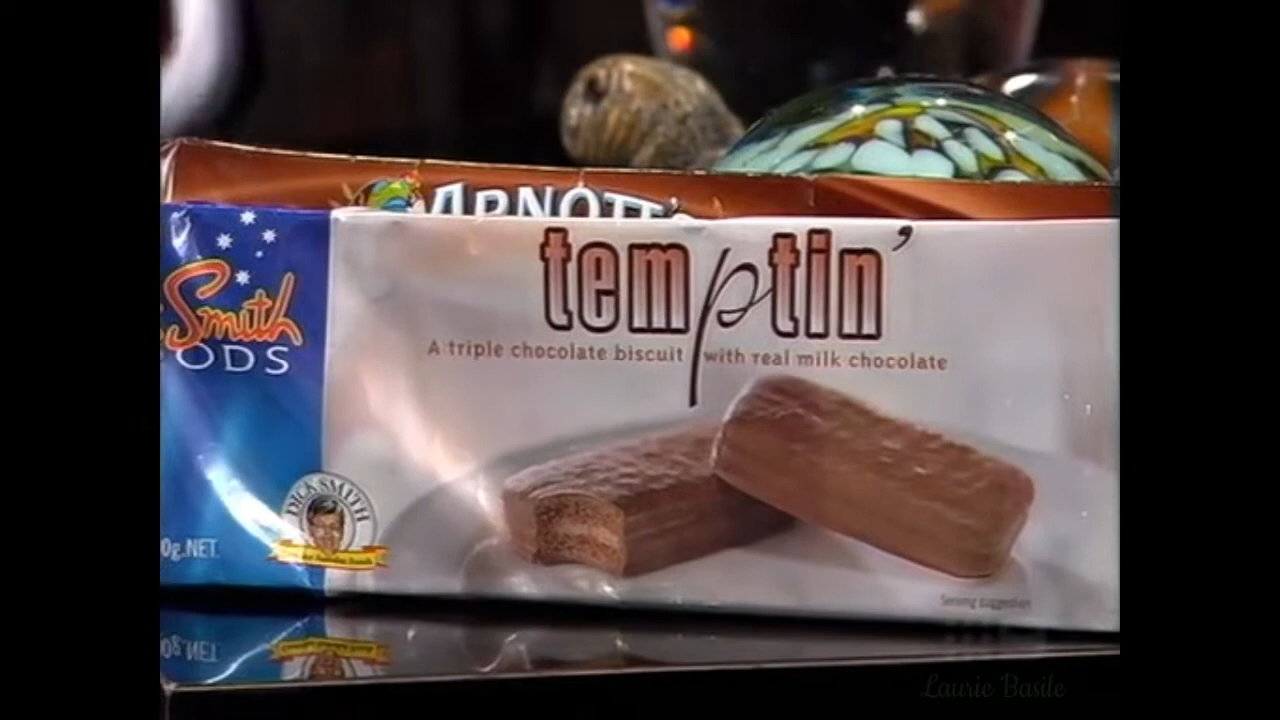 ARNOTT'S
temptin'
A triple chocolate biscuit with real milk chocolate
Smith
ODS
DICK SMITH
0g.NET.
Serving suggestion
Laurie Basile